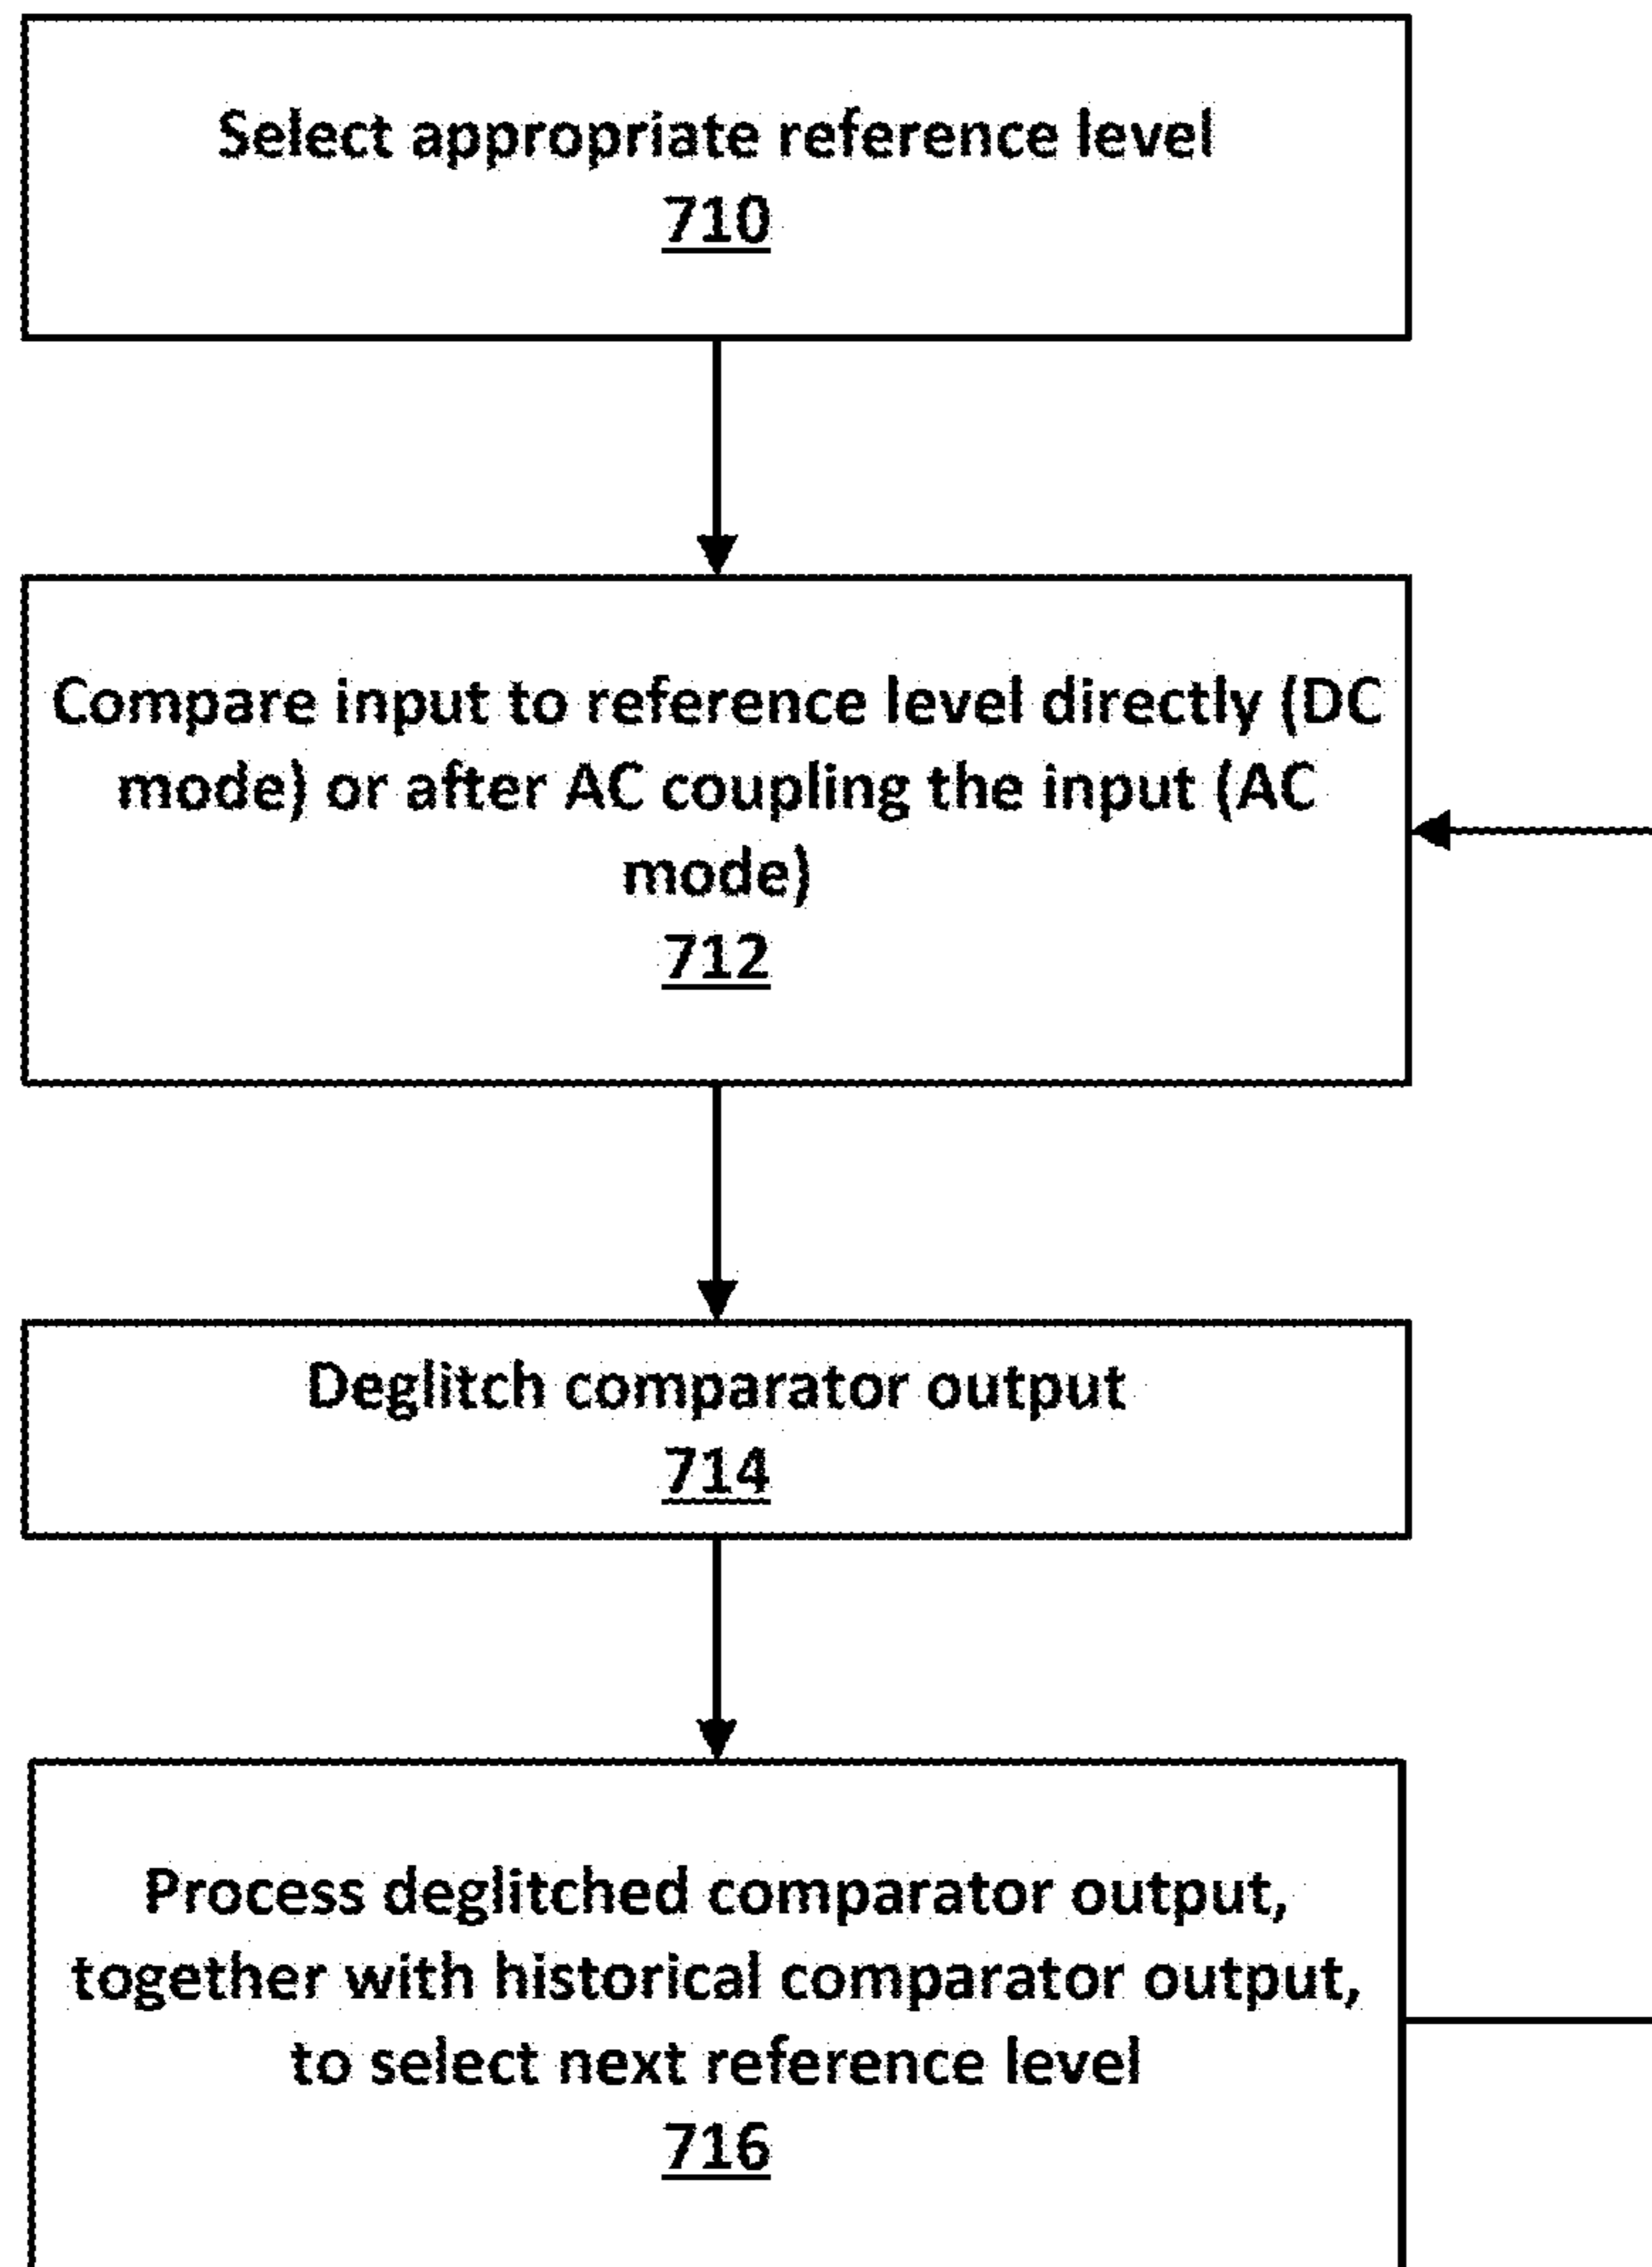 Select appropriate reference level
710
Compare input to reference level directly (DC
mode) or after AC coupling the input (AC
mode)
712
Deglitch comparator output
714
Process deglitched comparator output,
together with historical comparator output,
to select next reference level
716